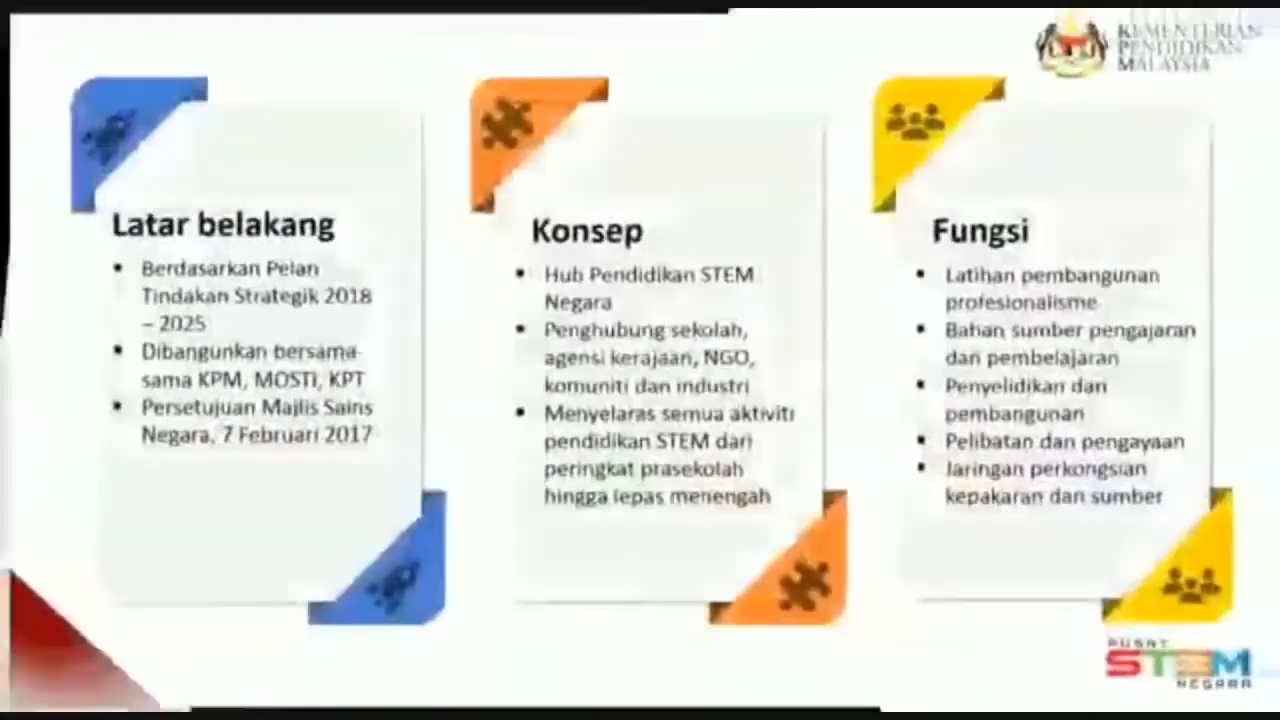 KEMENTERIAN
PENDIDIKAN
MALAYSIA
Latar belakang
▪ Berdasarkan Pelan
Tindakan Strategik 2018
– 2025
▪ Dibangunkan bersama-
sama KPM, MOSTI, KPT
▪ Persetujuan Majlis Sains
Negara, 7 Februari 2017
Konsep
▪ Hub Pendidikan STEM
Negara
▪ Penghubung sekolah,
agensi kerajaan, NGO,
komuniti dan industri
▪ Menyelaras semua aktiviti
pendidikan STEM dari
peringkat prasekolah
hingga lepas menengah
Fungsi
▪ Latihan pembangunan
profesionalisme
▪ Bahan sumber pengajaran
dan pembelajaran
▪ Penyelidikan dan
pembangunan
▪ Pelibatan dan pengayaan
▪ Jaringan perkongsian
kepakaran dan sumber
PUSAT
STEM
NEGARA